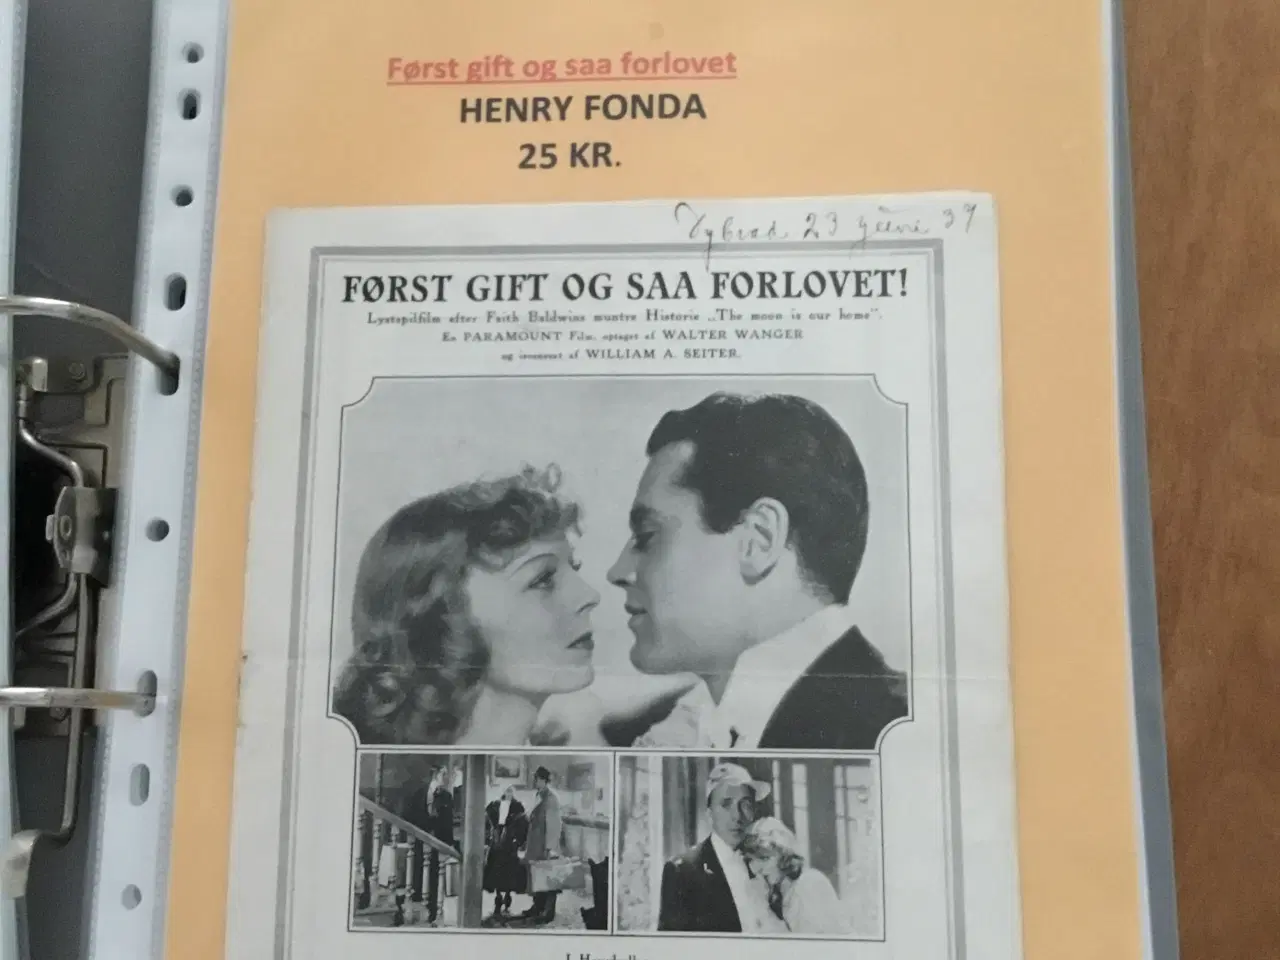 Først gift og saa forlovet
HENRY FONDA
25 KR.
23 37
FØRST GIFT OG SAA FORLOVET!
Lystspilfilm efter Faith Baldwins muntre Historie „The moon is our home".
En PARAMOUNT Film, optaget af WALTER WANGER
og iscenesat af WILLIAM A. SEITER.